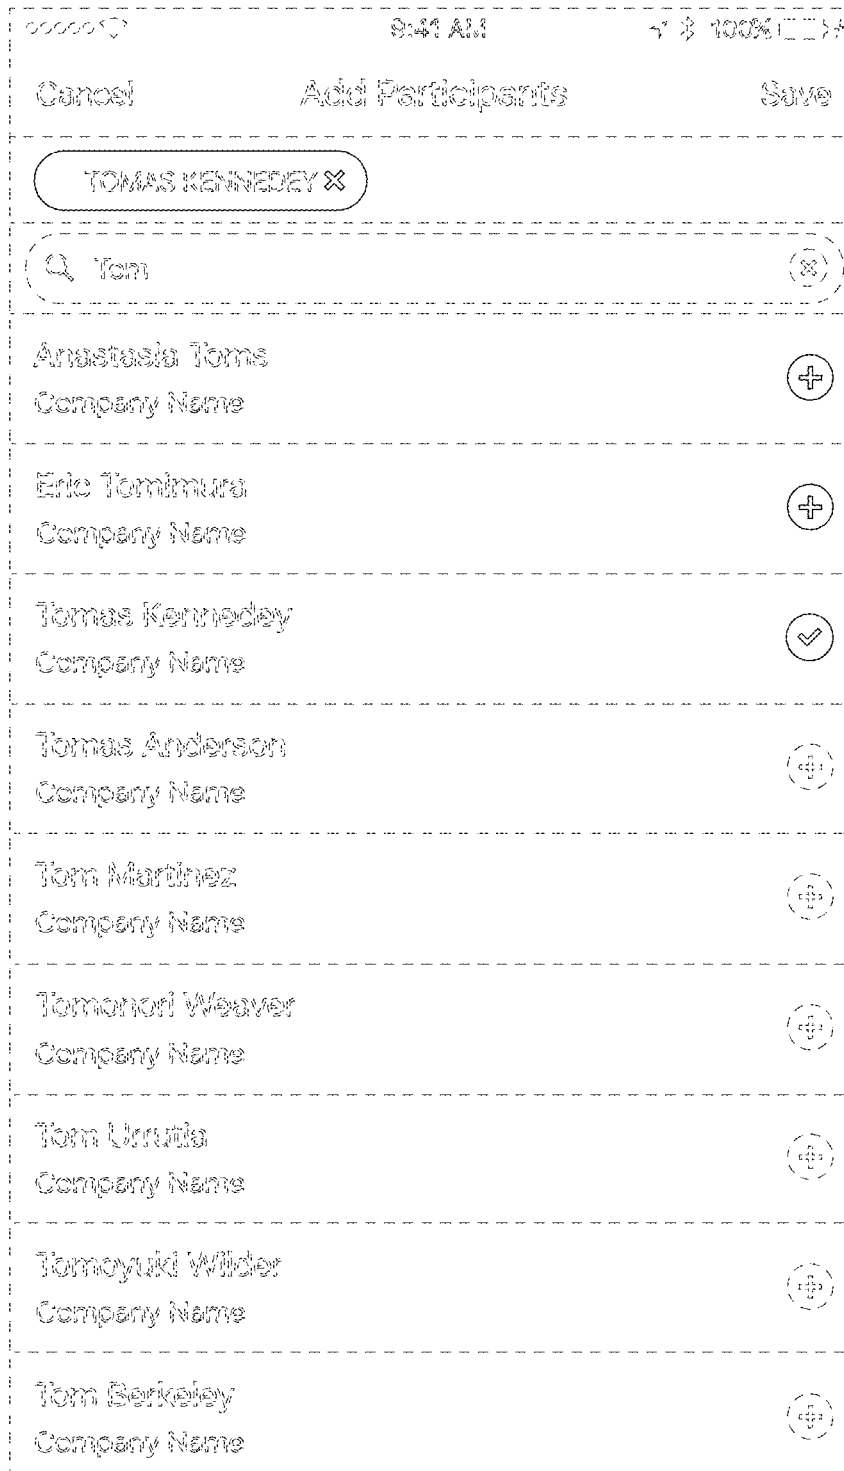 9:41 AM 100%
Cancel Add Participants Save
TOMAS KENNEDEY
Tom
Anastasia Toms
Company Name
Eric Tomimura
Company Name
Tomas Kennedey
Company Name
Tomas Anderson
Company Name
Tom Martinez
Company Name
Tomonori Weaver
Company Name
Tom Urrutia
Company Name
Tomoyuki Wilder
Company Name
Tom Berkeley
Company Name